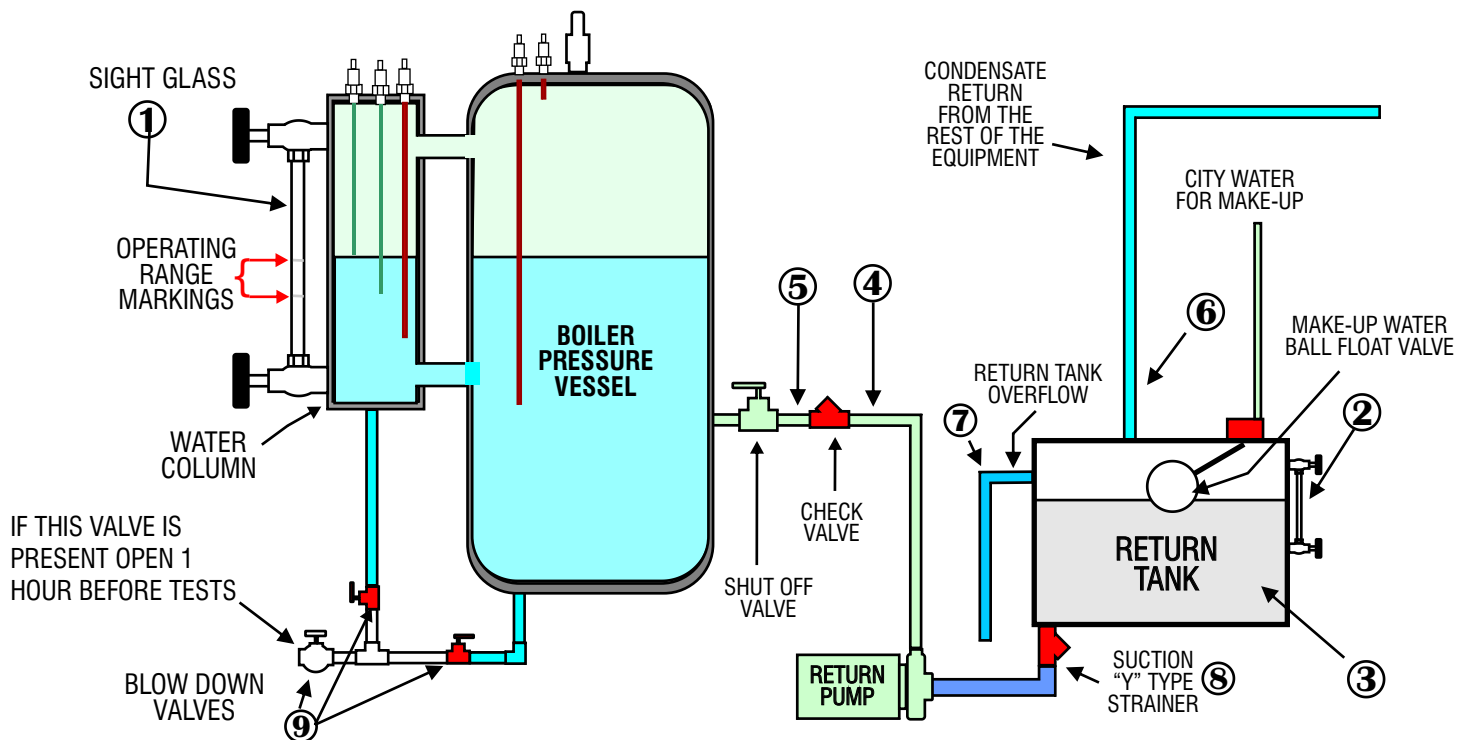 SIGHT GLASS
1
OPERATING
RANGE
MARKINGS
WATER
COLUMN
IF THIS VALVE IS
PRESENT OPEN 1
HOUR BEFORE TESTS
BLOW DOWN
VALVES
9
BOILER
PRESSURE
VESSEL
5
4
SHUT OFF
VALVE
CHECK
VALVE
CONDENSATE
RETURN
FROM THE
REST OF THE
EQUIPMENT
CITY WATER
FOR MAKE-UP
6
MAKE-UP WATER
BALL FLOAT VALVE
RETURN TANK
OVERFLOW
7
2
RETURN
TANK
3
RETURN
PUMP
SUCTION
"Y" TYPE
STRAINER
8